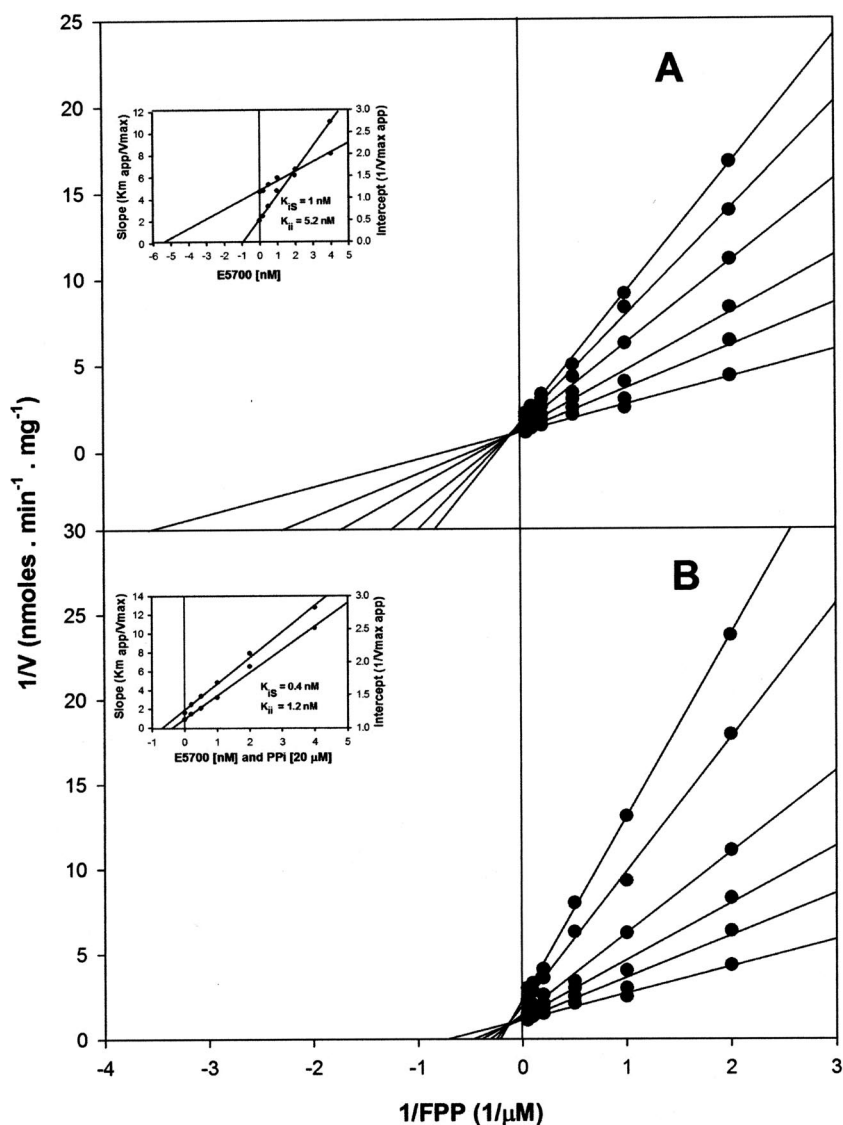 25
20
15
10
5
0
30
25
20
15
10
5
0
1/V (nmoles . min⁻¹ . mg⁻¹)
A
12
10
8
6
4
2
0
Slope (Km app/Vmax)
3.0
2.5
2.0
1.5
1.0
0.5
0.0
Intercept (1/Vmax app)
KiS = 1 nM
Kii = 5.2 nM
-6 -5 -4 -3 -2 -1 0 1 2 3 4 5
E5700 [nM]
B
14
12
10
8
6
4
2
0
Slope (Km app/Vmax)
3.0
2.5
2.0
1.5
1.0
Intercept (1/Vmax app)
KiS = 0.4 nM
Kii = 1.2 nM
-1 0 1 2 3 4 5
E5700 [nM] and PPi [20 µM]
-4 -3 -2 -1 0 1 2 3
1/FPP (1/µM)